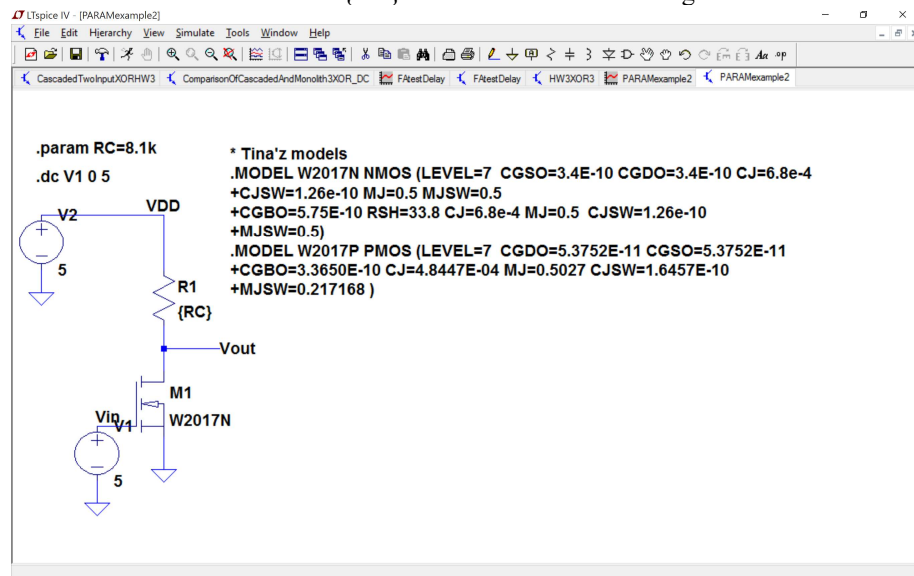 LTspice IV - [PARAMexample2]
File Edit Hierarchy View Simulate Tools Window Help
CascadedTwoInputXORHW3 ComparisonOfCascadedAndMonolith3XOR_DC FAtestDelay FAtestDelay HW3XOR3 PARAMexample2 PARAMexample2
.param RC=8.1k
.dc V1 0 5
* Tina'z models
.MODEL W2017N NMOS (LEVEL=7 CGSO=3.4E-10 CGDO=3.4E-10 CJ=6.8e-4
+CJSW=1.26e-10 MJ=0.5 MJSW=0.5
+CGBO=5.75E-10 RSH=33.8 CJ=6.8e-4 MJ=0.5 CJSW=1.26e-10
+MJSW=0.5)
.MODEL W2017P PMOS (LEVEL=7 CGDO=5.3752E-11 CGSO=5.3752E-11
+CGBO=3.3650E-10 CJ=4.8447E-04 MJ=0.5027 CJSW=1.6457E-10
+MJSW=0.217168 )
V2
VDD
5
R1
{RC}
Vout
M1
W2017N
Vin
V1
5